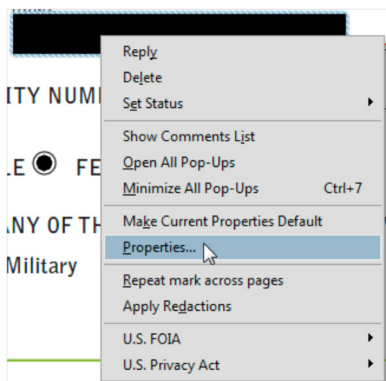 Reply
Delete
ITY NUM
Set Status
Show Comments List
LE FE
Open All Pop-Ups
Minimize All Pop-Ups Ctrl+7
ANY OF TH
Make Current Properties Default
Properties...
Military
Repeat mark across pages
Apply Redactions
U.S. FOIA
U.S. Privacy Act